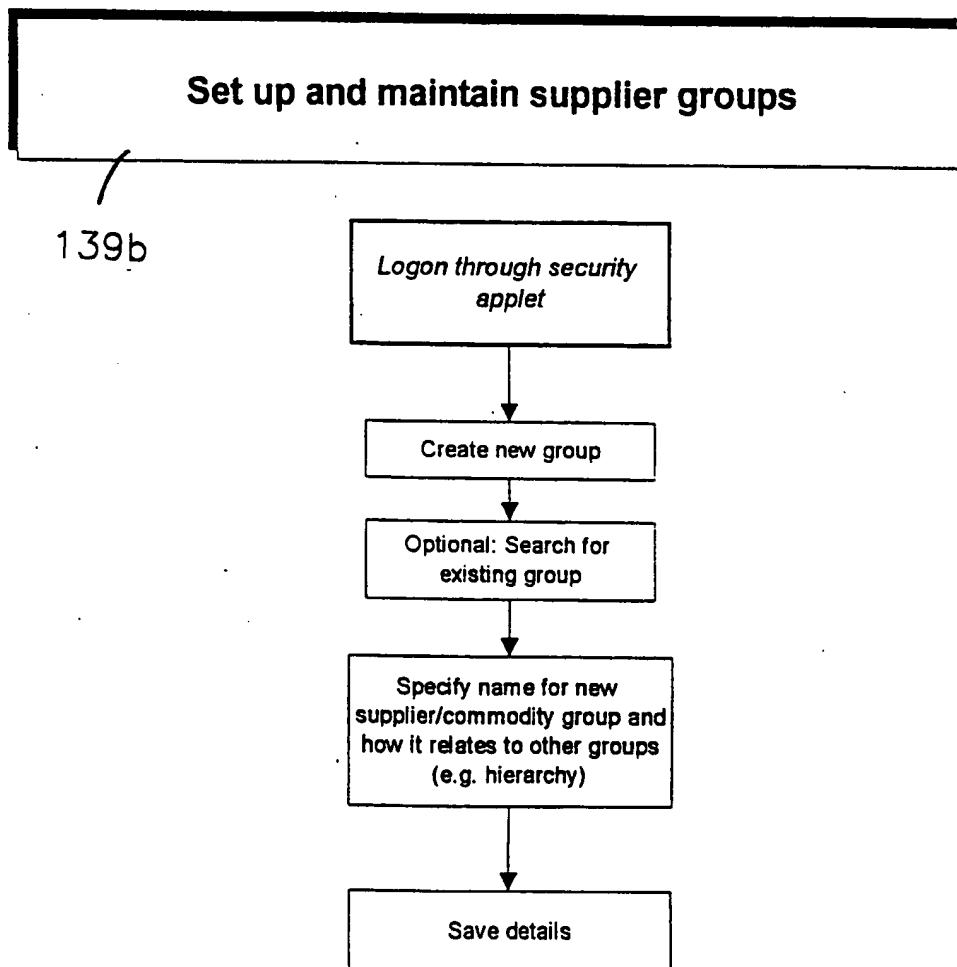 Set up and maintain supplier groups
139b
Logon through security
applet
Create new group
Optional: Search for
existing group
Specify name for new
supplier/commodity group and
how it relates to other groups
(e.g. hierarchy)
Save details